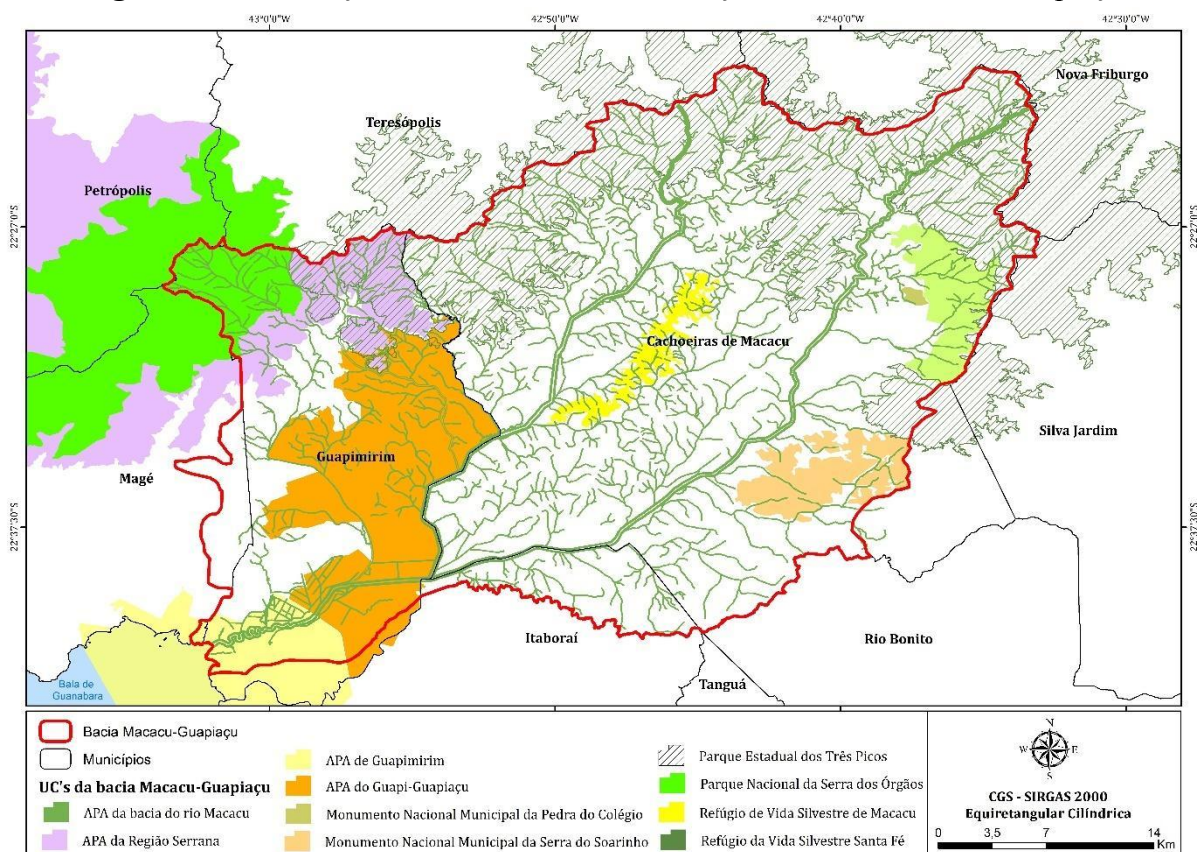 43°0'0"W
42°50'0"W
42°40'0"W
42°30'0"W
Nova Friburgo
Teresópolis
Petrópolis
22°27'0"S
22°27'0"S
Cachoeiras de Macacu
Silva Jardim
Guapimirim
Magé
22°37'30"S
22°37'30"S
Itaboraí
Rio Bonito
Tanguá
Baía de
Guanabara
Bacia Macacu-Guapiaçu
Municípios
UC's da bacia Macacu-Guapiaçu
APA da bacia do rio Macacu
APA da Região Serrana
APA de Guapimirim
APA do Guapi-Guapiaçu
Monumento Nacional Municipal da Pedra do Colégio
Monumento Nacional Municipal da Serra do Soarinho
Parque Estadual dos Três Picos
Parque Nacional da Serra dos Órgãos
Refúgio de Vida Silvestre de Macacu
Refúgio da Vida Silvestre Santa Fé
N
W E
S
CGS - SIRGAS 2000
Equiretangular Cilíndrica
0 3,5 7 14
Km